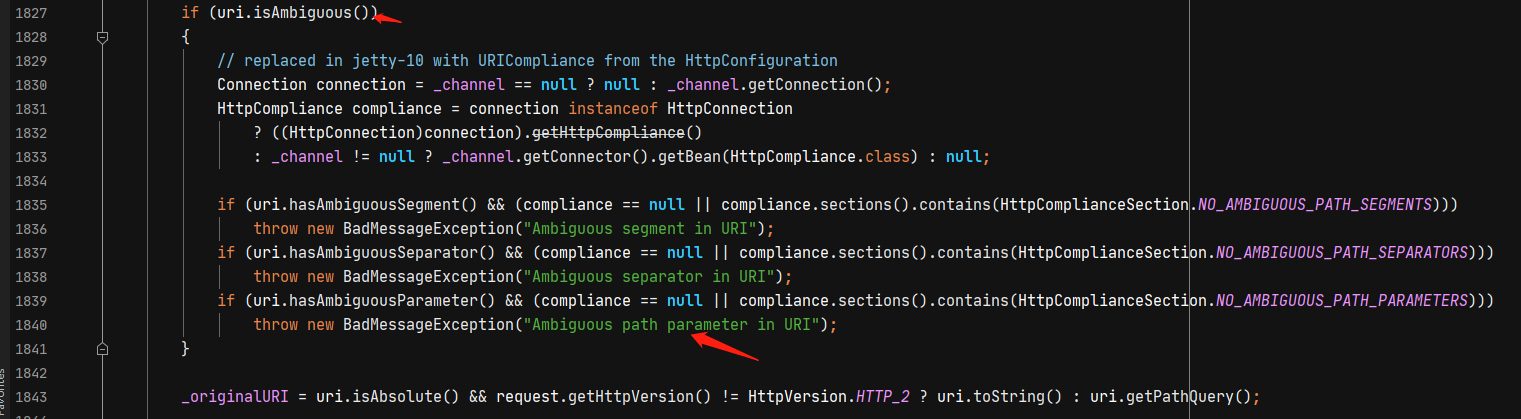 1827 if (uri.isAmbiguous())
1828 {
1829 // replaced in jetty-10 with URICompliance from the HttpConfiguration
1830 Connection connection = _channel == null ? null : _channel.getConnection();
1831 HttpCompliance compliance = connection instanceof HttpConnection
1832 ? ((HttpConnection)connection).getHttpCompliance()
1833 : _channel != null ? _channel.getConnector().getBean(HttpCompliance.class) : null;
1834
1835 if (uri.hasAmbiguousSegment() && (compliance == null || compliance.sections().contains(HttpComplianceSection.NO_AMBIGUOUS_PATH_SEGMENTS)))
1836 throw new BadMessageException("Ambiguous segment in URI");
1837 if (uri.hasAmbiguousSeparator() && (compliance == null || compliance.sections().contains(HttpComplianceSection.NO_AMBIGUOUS_PATH_SEPARATORS)))
1838 throw new BadMessageException("Ambiguous separator in URI");
1839 if (uri.hasAmbiguousParameter() && (compliance == null || compliance.sections().contains(HttpComplianceSection.NO_AMBIGUOUS_PATH_PARAMETERS)))
1840 throw new BadMessageException("Ambiguous path parameter in URI");
1841 }
1842
1843 _originalURI = uri.isAbsolute() && request.getHttpVersion() != HttpVersion.HTTP_2 ? uri.toString() : uri.getPathQuery();